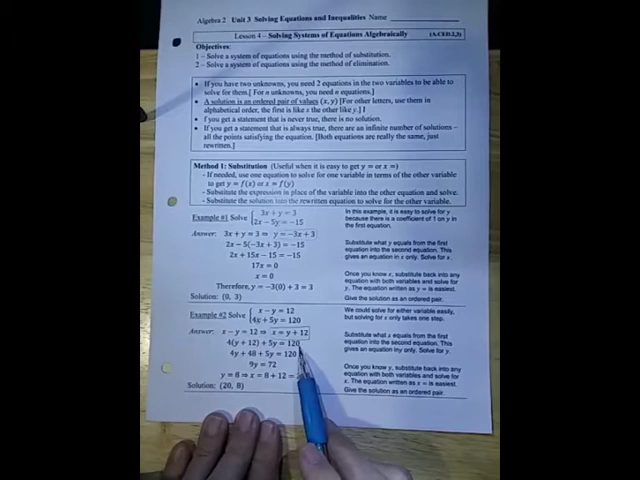 Algebra 2 Unit 3 Solving Equations and Inequalities Name
Lesson 4 – Solving Systems of Equations Algebraically (A.CED.2,3)
Objectives:
1 – Solve a system of equations using the method of substitution.
2 – Solve a system of equations using the method of elimination.
• If you have two unknowns, you need 2 equations in the two variables to be able to
solve for them.[ For n unknowns, you need n equations.]
• A solution is an ordered pair of values (x, y) [For other letters, use them in
alphabetical order, the first is like x the other like y.]
• f you get a statement that is never true, there is no solution.
• If you get a statement that is always true, there are an infinite number of solutions –
all the points satisfying the equation. [Both equations are really the same, just
rewritten.]
Method 1: Substitution (Useful when it is easy to get y = or x =)
- If needed, use one equation to solve for one variable in terms of the other variable
to get y = f(x) or x = f(y)
- Substitute the expression in place of the variable into the other equation and solve.
- Substitute the solution into the rewritten equation to solve for the other variable.
Example #1 Solve { 3x + y = 3
2x − 5y = −15
In this example, it is easy to solve for y
because there is a coefficient of 1 on y in
the first equation.
Answer: 3x + y = 3 ⇒ y = −3x + 3
2x − 5(−3x + 3) = −15
2x + 15x − 15 = −15
17x = 0
x = 0
Substitute what y equals from the first
equation into the second equation. This
gives an equation in x only. Solve for x.
Therefore, y = −3(0) + 3 = 3
Once you know x, substitute back into any
equation with both variables and solve for
y. The equation written as y = is easiest.
Solution: (0, 3)
Give the solution as an ordered pair.
Example #2 Solve { x − y = 12
4x + 5y = 120
We could solve for either variable easily,
but solving for x only takes one step.
Answer: x − y = 12 ⇒ x = y + 12
4(y + 12) + 5y = 120
4y + 48 + 5y = 120
9y = 72
Substitute what x equals from the first
equation into the second equation. This
gives an equation iny only. Solve for y.
y = 8 ⇒ x = 8 + 12 =
Once you know y, substitute back into any
equation with both variables and solve for
x. The equation written as x = is easiest.
Solution: (20, 8)
Give the solution as an ordered pair.